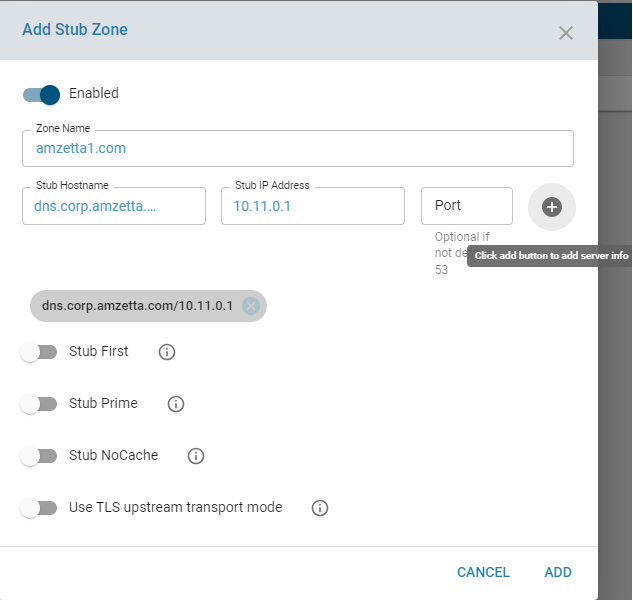 Add Stub Zone
Enabled
Zone Name
amzetta1.com
Stub Hostname
dns.corp.amzetta....
Stub IP Address
10.11.0.1
Port
Optional if
not de
53
Click add button to add server info
dns.corp.amzetta.com/10.11.0.1
Stub First
Stub Prime
Stub NoCache
Use TLS upstream transport mode
CANCEL
ADD